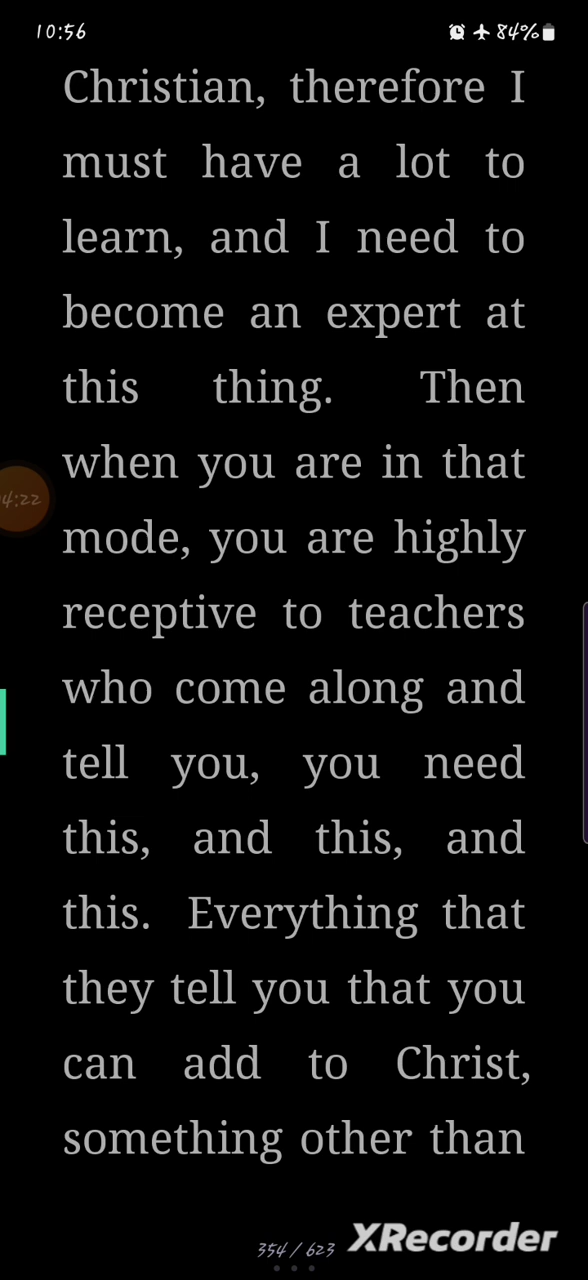 10:56 84%
Christian, therefore I
must have a lot to
learn, and I need to
become an expert at
this thing. Then
when you are in that
mode, you are highly
receptive to teachers
who come along and
tell you, you need
this, and this, and
this. Everything that
they tell you that you
can add to Christ,
something other than
4:22
354 / 623
XRecorder